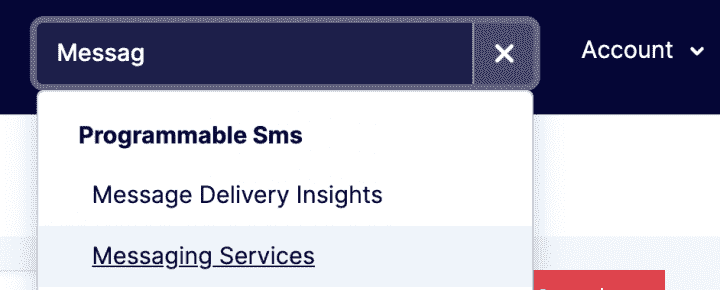 Messag
Account
Programmable Sms
Message Delivery Insights
Messaging Services